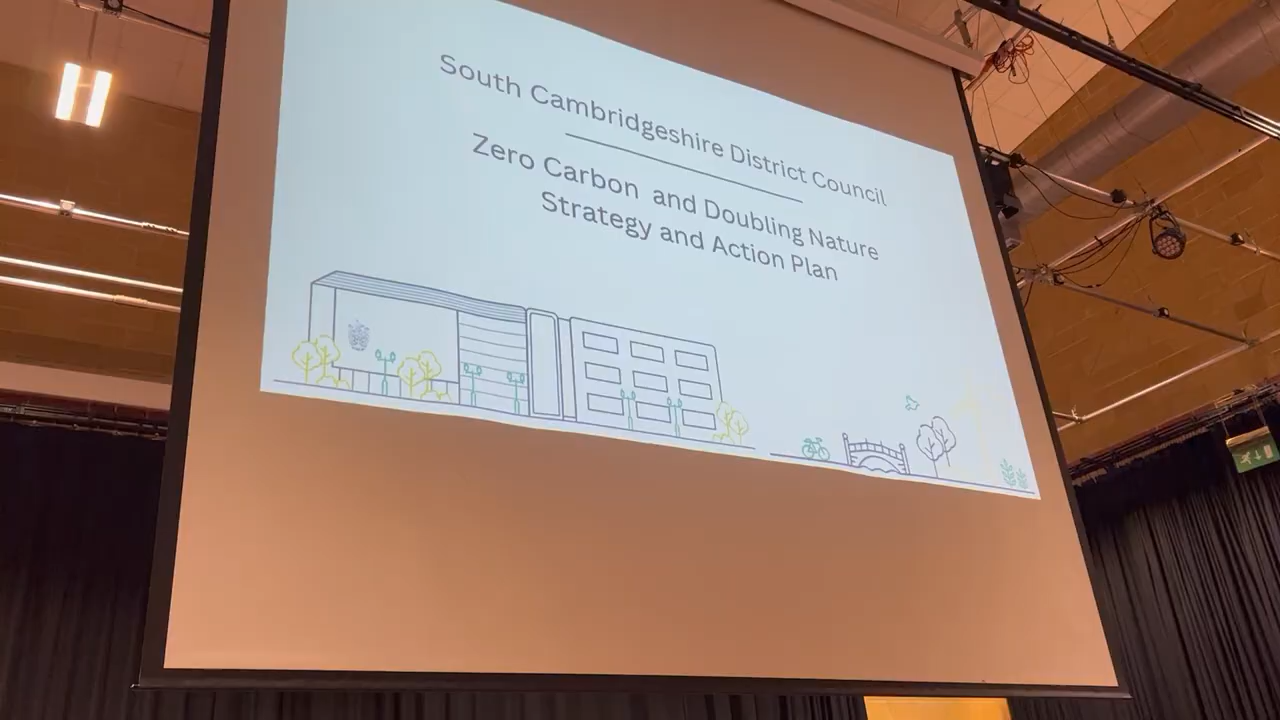 South Cambridgeshire District Council
Zero Carbon and Doubling Nature
Strategy and Action Plan